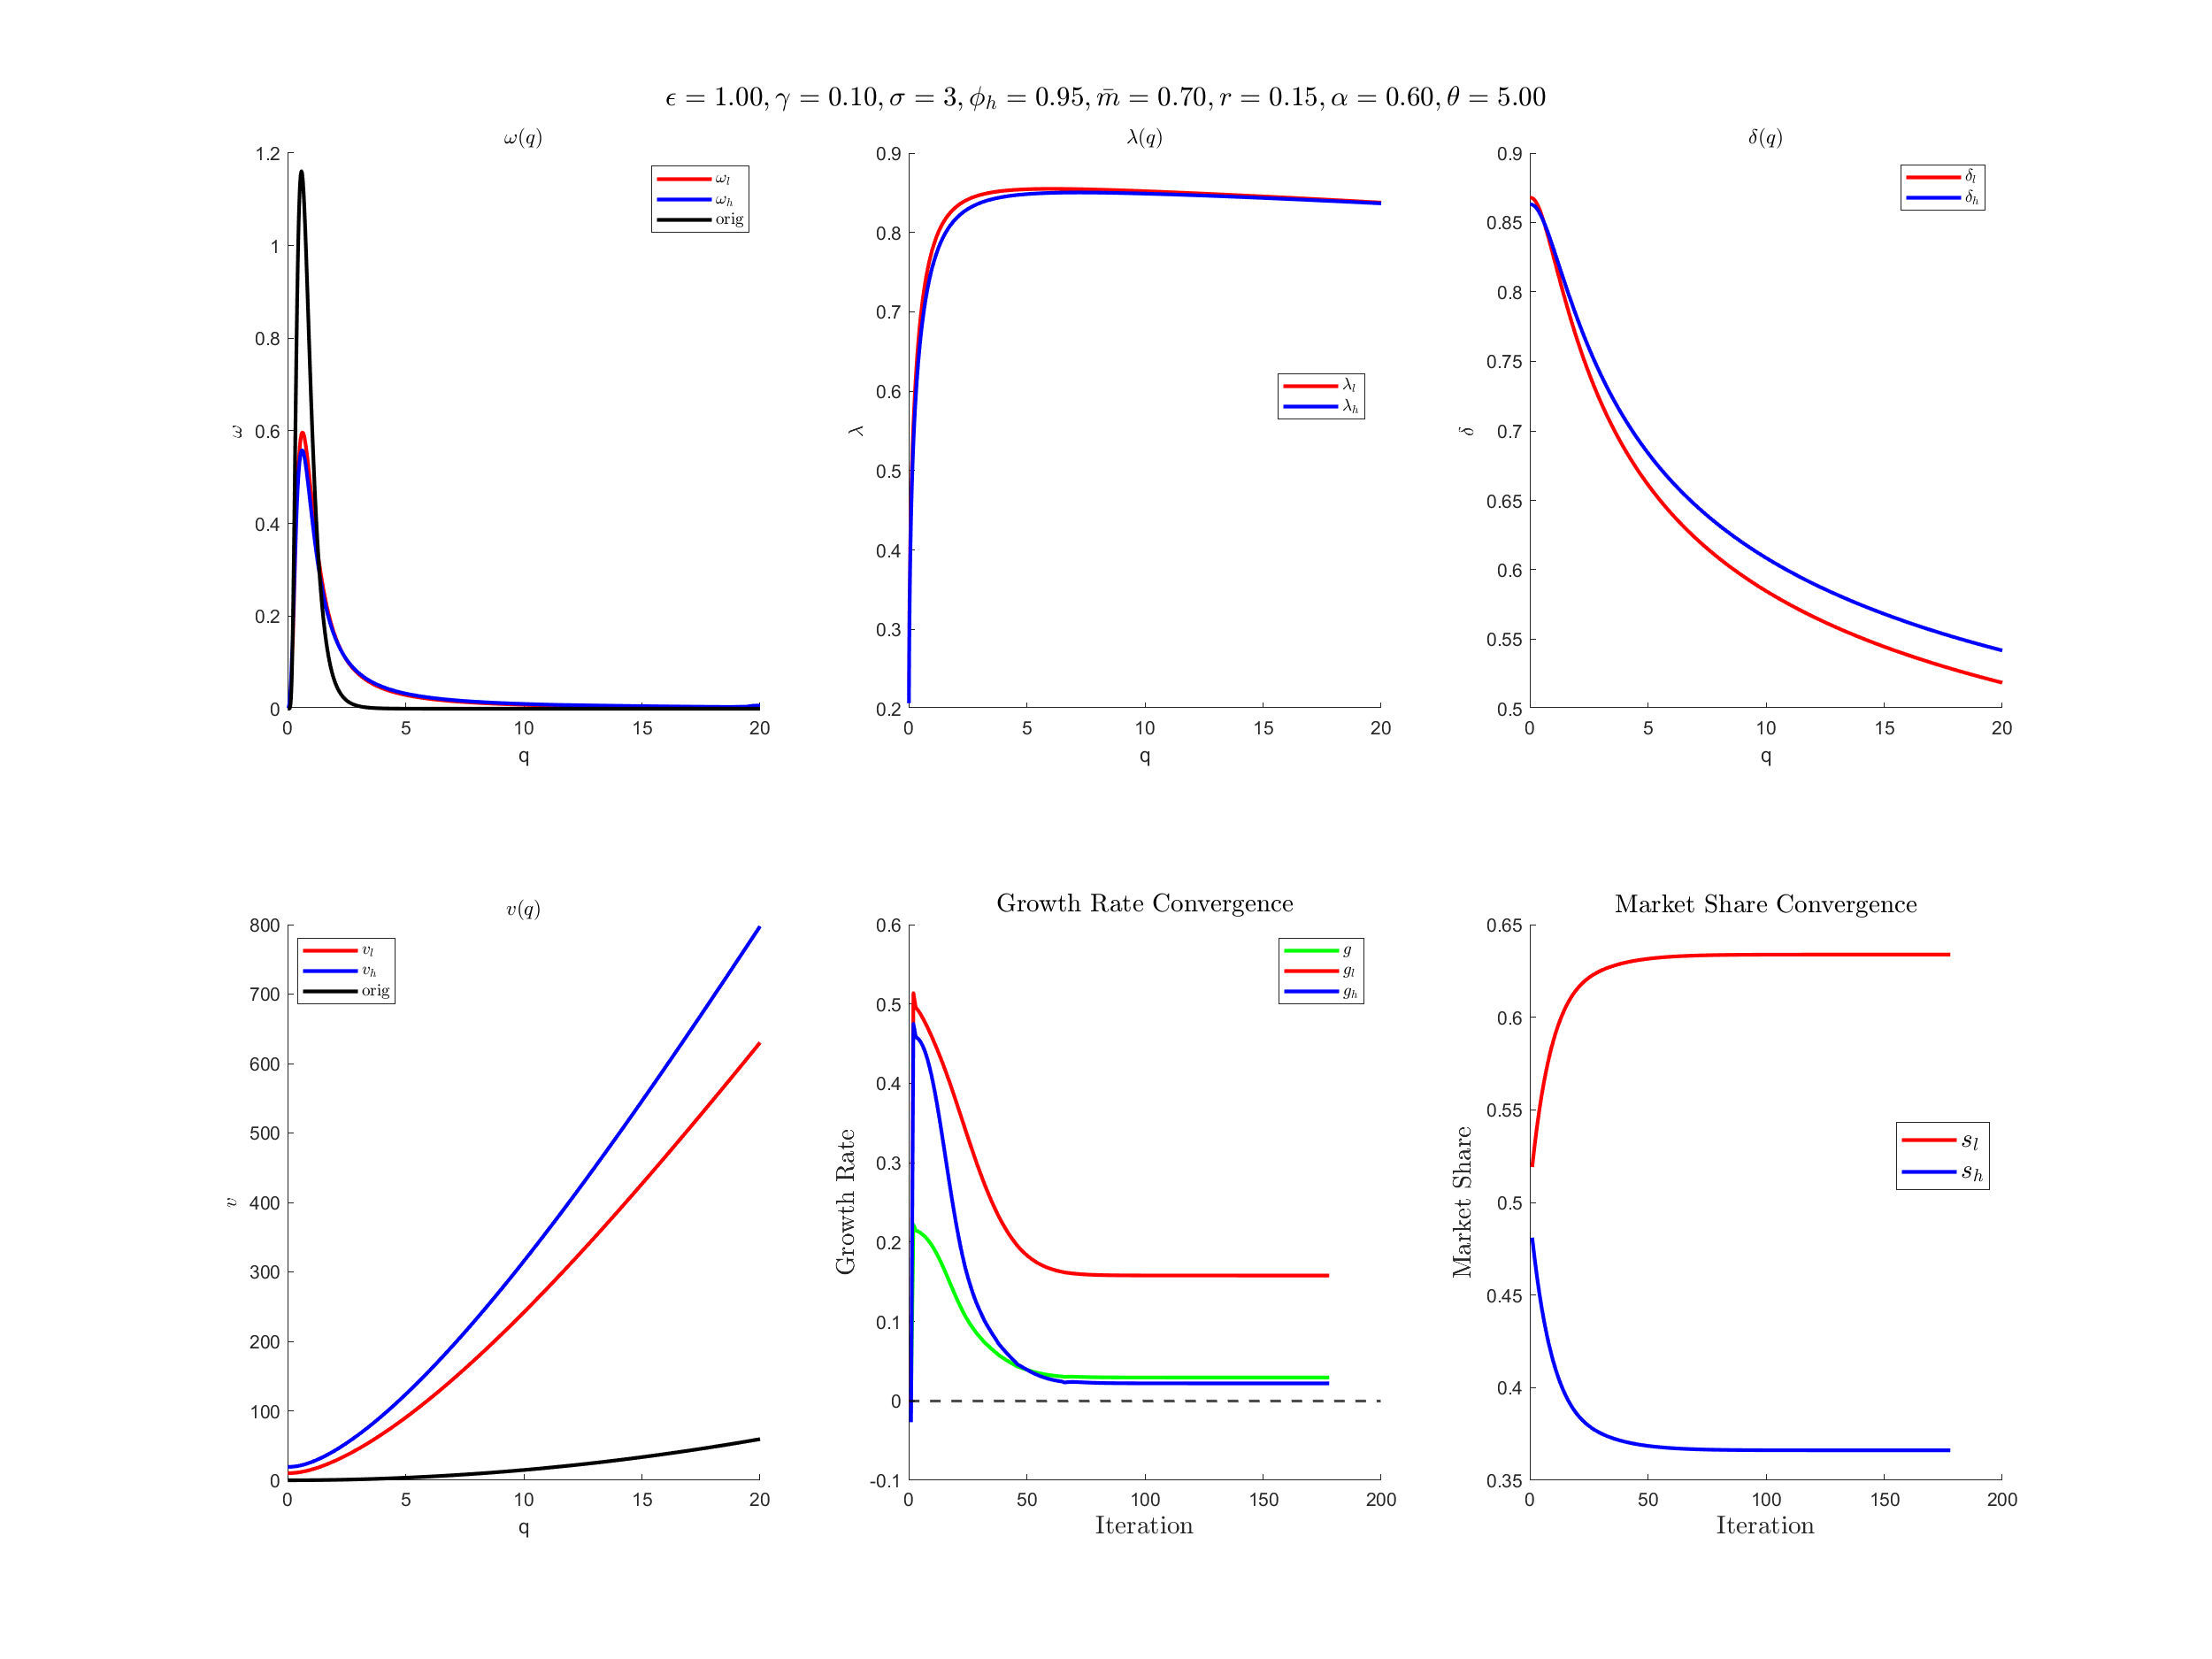 ϵ = 1.00, γ = 0.10, σ = 3, ϕ_h = 0.95, m̄ = 0.70, r = 0.15, α = 0.60, θ = 5.00
ω(q)
1.2
1
0.8
0.6
0.4
0.2
0
ω
0 5 10 15 20
q
ω_l
ω_h
orig
λ(q)
0.9
0.8
0.7
0.6
0.5
0.4
0.3
0.2
λ
0 5 10 15 20
q
λ_l
λ_h
δ(q)
0.9
0.85
0.8
0.75
0.7
0.65
0.6
0.55
0.5
δ
0 5 10 15 20
q
δ_l
δ_h
v(q)
800
700
600
500
400
300
200
100
0
v
0 5 10 15 20
q
v_l
v_h
orig
Growth Rate Convergence
0.6
0.5
0.4
0.3
0.2
0.1
0
-0.1
Growth Rate
0 50 100 150 200
Iteration
g
g_l
g_h
Market Share Convergence
0.65
0.6
0.55
0.5
0.45
0.4
0.35
Market Share
0 50 100 150 200
Iteration
s_l
s_h